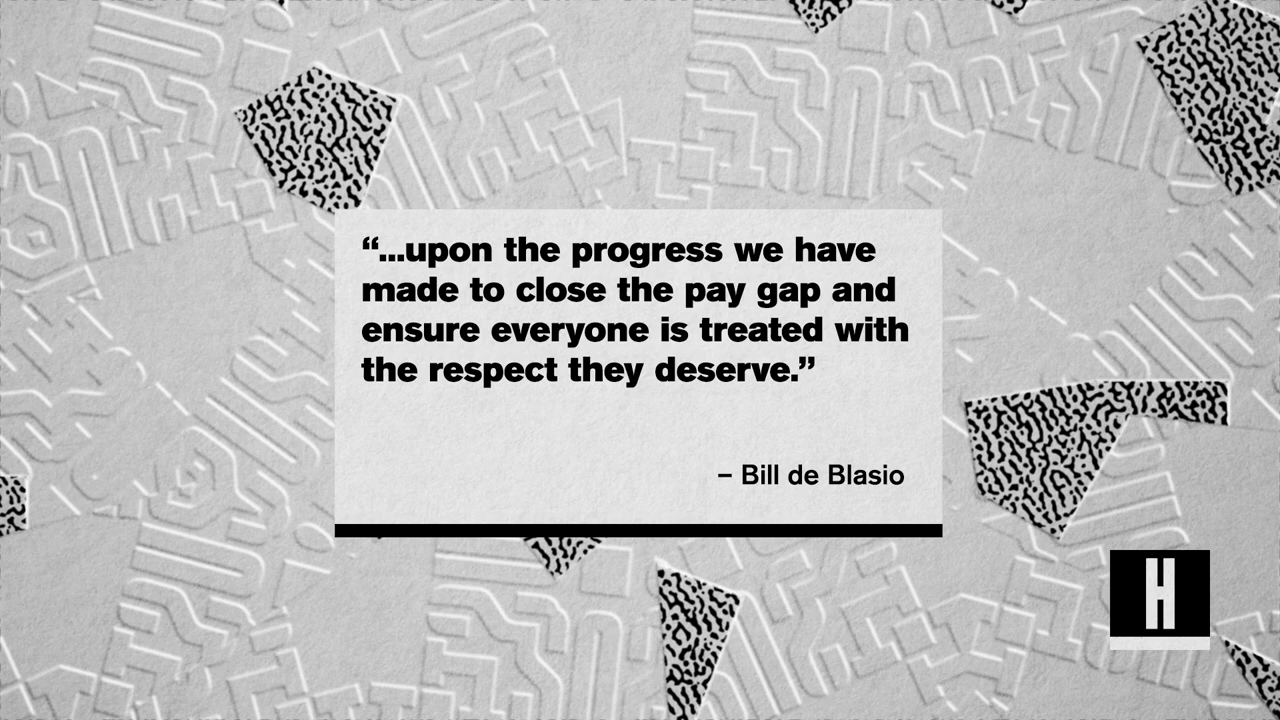 “...upon the progress we have
made to close the pay gap and
ensure everyone is treated with
the respect they deserve.”
– Bill de Blasio
H